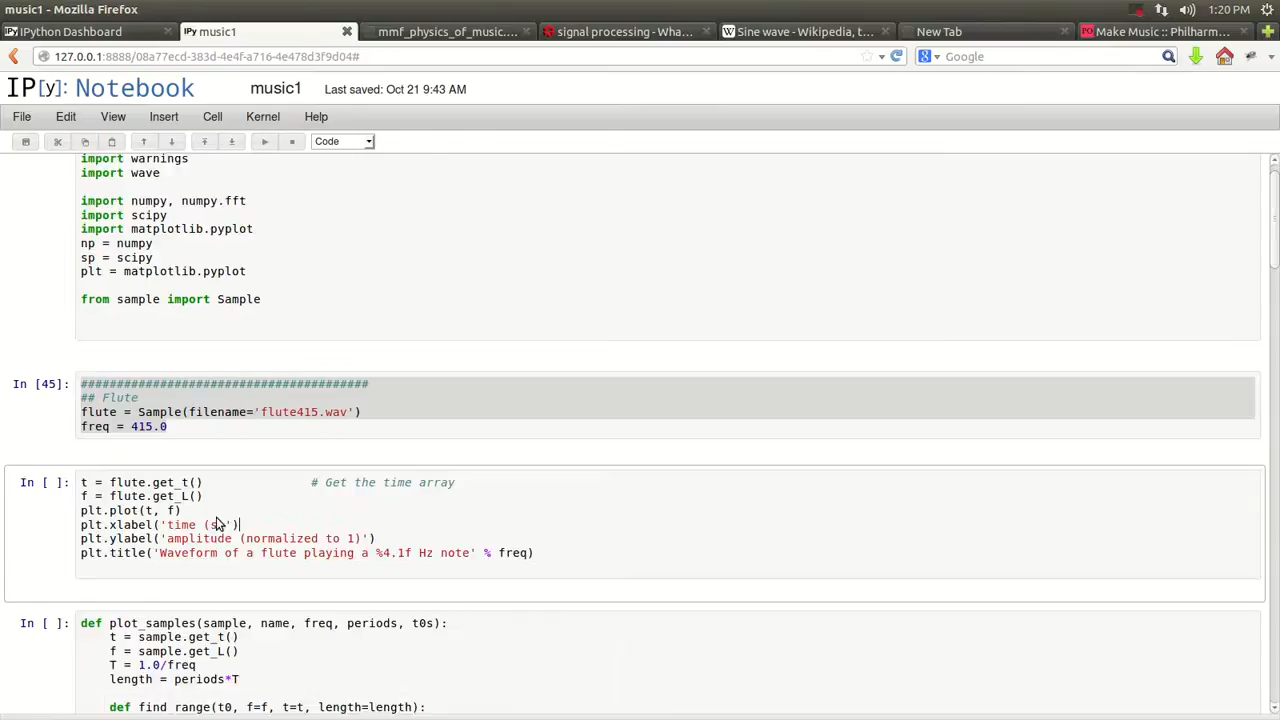 music1 - Mozilla Firefox
1:20 PM
IPy IPython Dashboard
IPy music1
mmf_physics_of_music....
signal processing - Wha...
W Sine wave - Wikipedia, t...
New Tab
PO Make Music :: Philharm...
127.0.0.1:8888/08a77ecd-383d-4e4f-a716-4e478d3f9d04#
Google
IP[y]: Notebook
music1
Last saved: Oct 21 9:43 AM
File Edit View Insert Cell Kernel Help
Code
import warnings
import wave
import numpy, numpy.fft
import scipy
import matplotlib.pyplot
np = numpy
sp = scipy
plt = matplotlib.pyplot
from sample import Sample
In [45]:
########################################
## Flute
flute = Sample(filename='flute415.wav')
freq = 415.0
In [ ]:
t = flute.get_t() # Get the time array
f = flute.get_L()
plt.plot(t, f)
plt.xlabel('time (s)')
plt.ylabel('amplitude (normalized to 1)')
plt.title('Waveform of a flute playing a %4.1f Hz note' % freq)
In [ ]:
def plot_samples(sample, name, freq, periods, t0s):
t = sample.get_t()
f = sample.get_L()
T = 1.0/freq
length = periods*T
def find_range(t0, f=f, t=t, length=length):